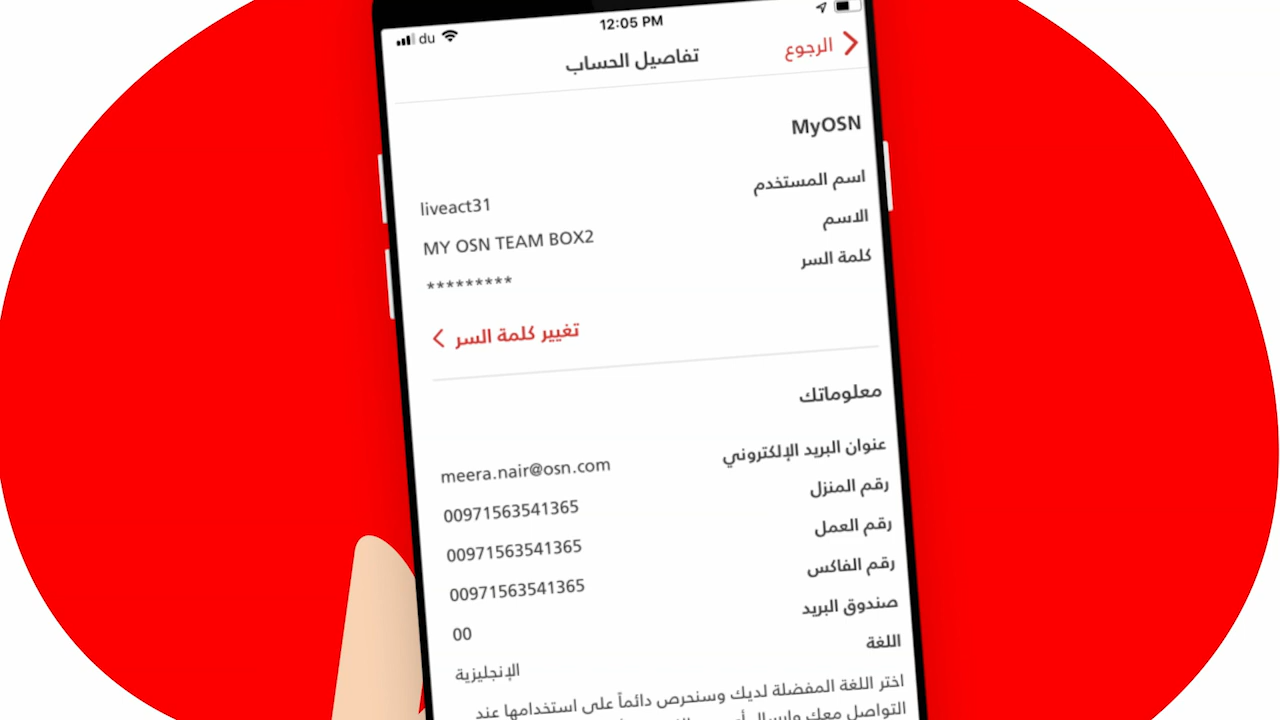 du 12:05 PM
الرجوع
تفاصيل الحساب
MyOSN
اسم المستخدم liveact31
الاسم MY OSN TEAM BOX2
كلمة السر *********
تغيير كلمة السر
معلوماتك
عنوان البريد الإلكتروني meera.nair@osn.com
رقم المنزل 00971563541365
رقم العمل 00971563541365
رقم الفاكس 00971563541365
صندوق البريد 00
اللغة الإنجليزية
اختر اللغة المفضلة لديك وسنحرص دائماً على استخدامها عند
التواصل معك